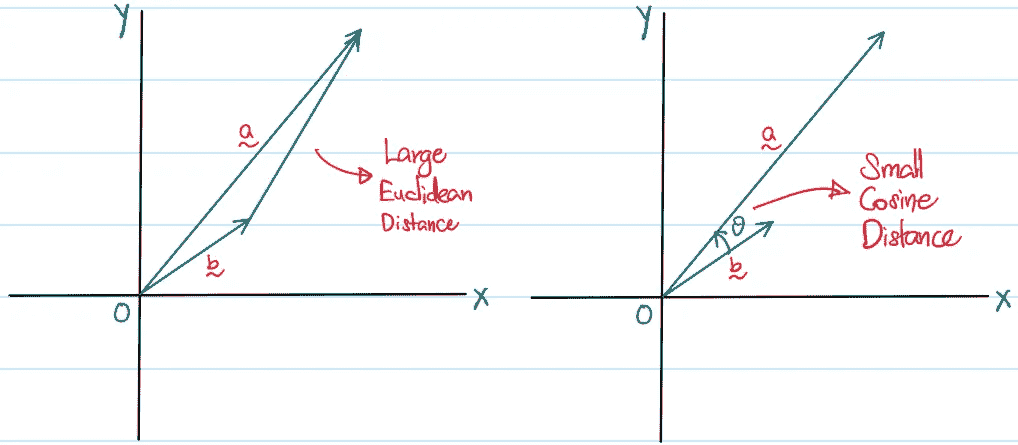 Y
a
Large
Euclidean
Distance
b
O
X
Y
a
Small
Cosine
Distance
θ
b
O
X